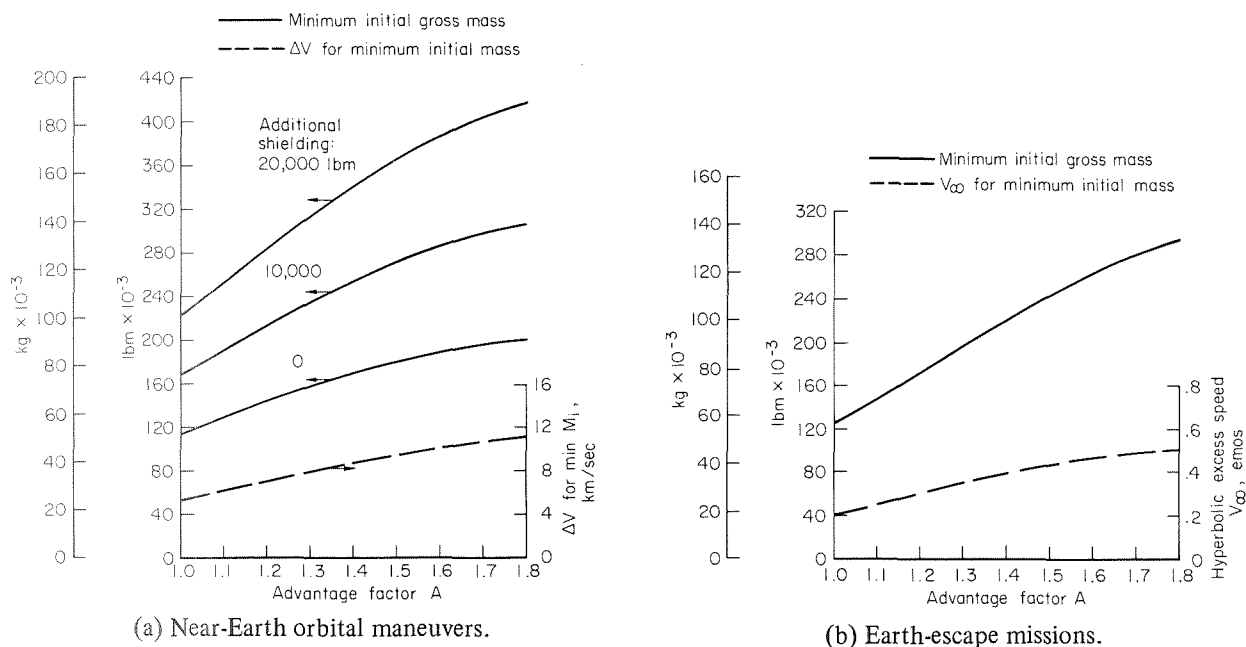 Minimum initial gross mass
ΔV for minimum initial mass
200
180
160
140
120
100
80
60
40
20
0
kg × 10⁻³
440
400
360
320
280
240
200
160
120
80
40
0
lbm × 10⁻³
Additional
shielding:
20,000 lbm
10,000
0
16
12
8
4
0
ΔV for min Mᵢ,
km/sec
1.0 1.1 1.2 1.3 1.4 1.5 1.6 1.7 1.8
Advantage factor A
(a) Near-Earth orbital maneuvers.
Minimum initial gross mass
V∞ for minimum initial mass
160
140
120
100
80
60
40
20
0
kg × 10⁻³
320
280
240
200
160
120
80
40
0
lbm × 10⁻³
.8
.6
.4
.2
0
Hyperbolic excess speed
V∞, emos
1.0 1.1 1.2 1.3 1.4 1.5 1.6 1.7 1.8
Advantage factor A
(b) Earth-escape missions.